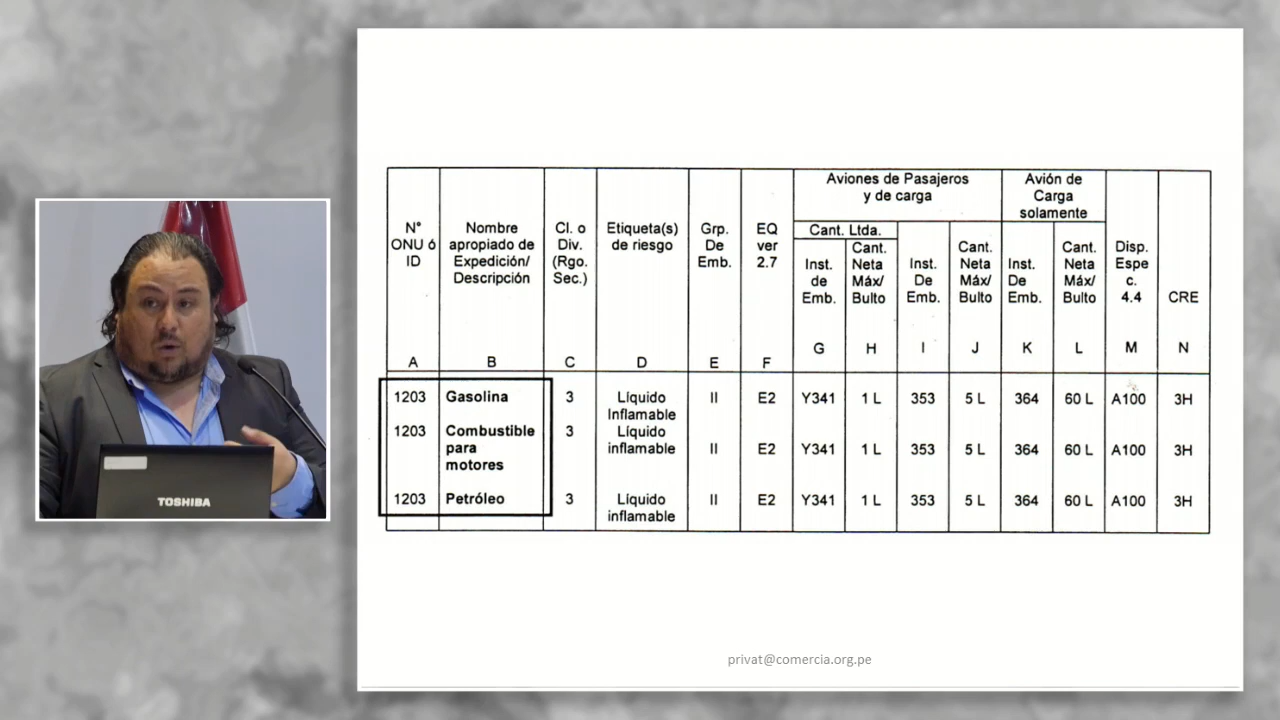 Aviones de Pasajeros
y de carga
Avión de
Carga
solamente
N°
ONU ó
ID
Nombre
apropiado de
Expedición/
Descripción
Cl. o
Div.
(Rgo.
Sec.)
Etiqueta(s)
de riesgo
Grp.
De
Emb.
EQ
ver
2.7
Cant. Ltda.
Inst.
de
Emb.
Cant.
Neta
Máx/
Bulto
Inst.
De
Emb.
Cant.
Neta
Máx/
Bulto
Inst.
De
Emb.
Cant.
Neta
Máx/
Bulto
Disp.
Espe
c.
4.4
CRE
A B C D E F G H I J K L M N
1203 Gasolina 3 Líquido II E2 Y341 1 L 353 5 L 364 60 L A100 3H
Inflamable
1203 Combustible 3 Líquido
para inflamable II E2 Y341 1 L 353 5 L 364 60 L A100 3H
motores
1203 Petróleo 3 Líquido II E2 Y341 1 L 353 5 L 364 60 L A100 3H
inflamable
TOSHIBA
privat@comercia.org.pe